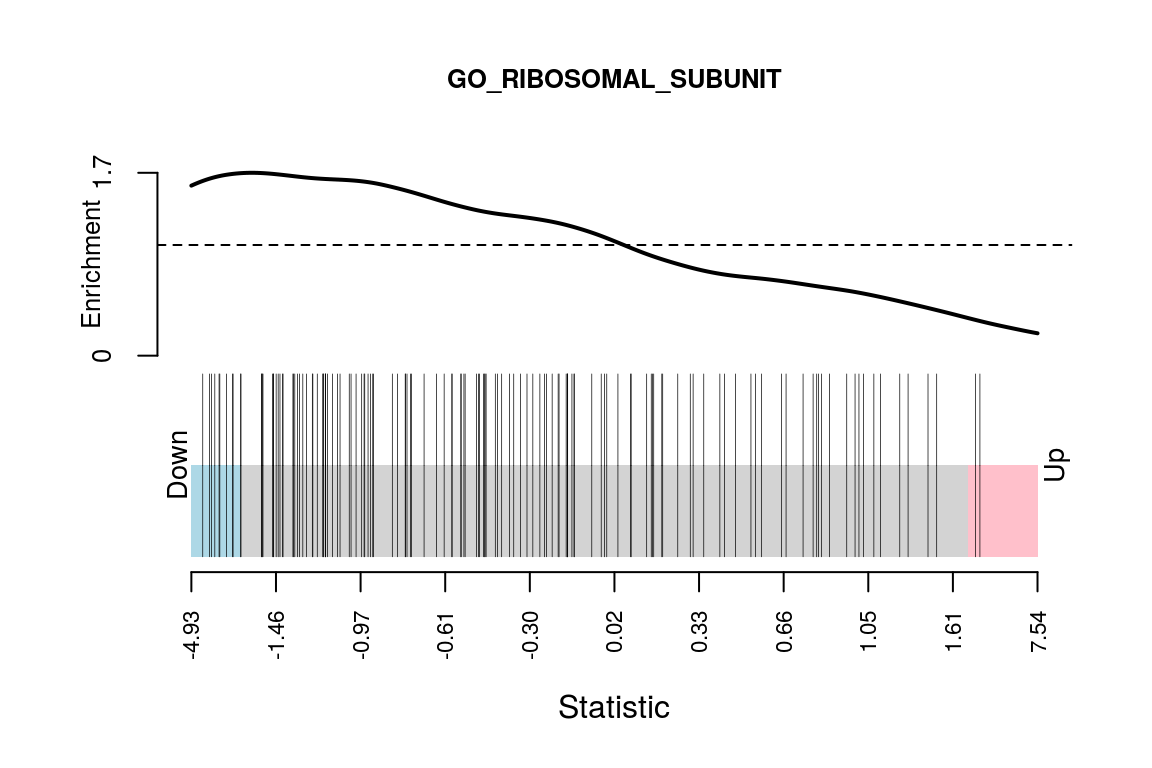 GO_RIBOSOMAL_SUBUNIT
Enrichment
1.7
0
Down
Up
-4.93
-1.46
-0.97
-0.61
-0.30
0.02
0.33
0.66
1.05
1.61
7.54
Statistic